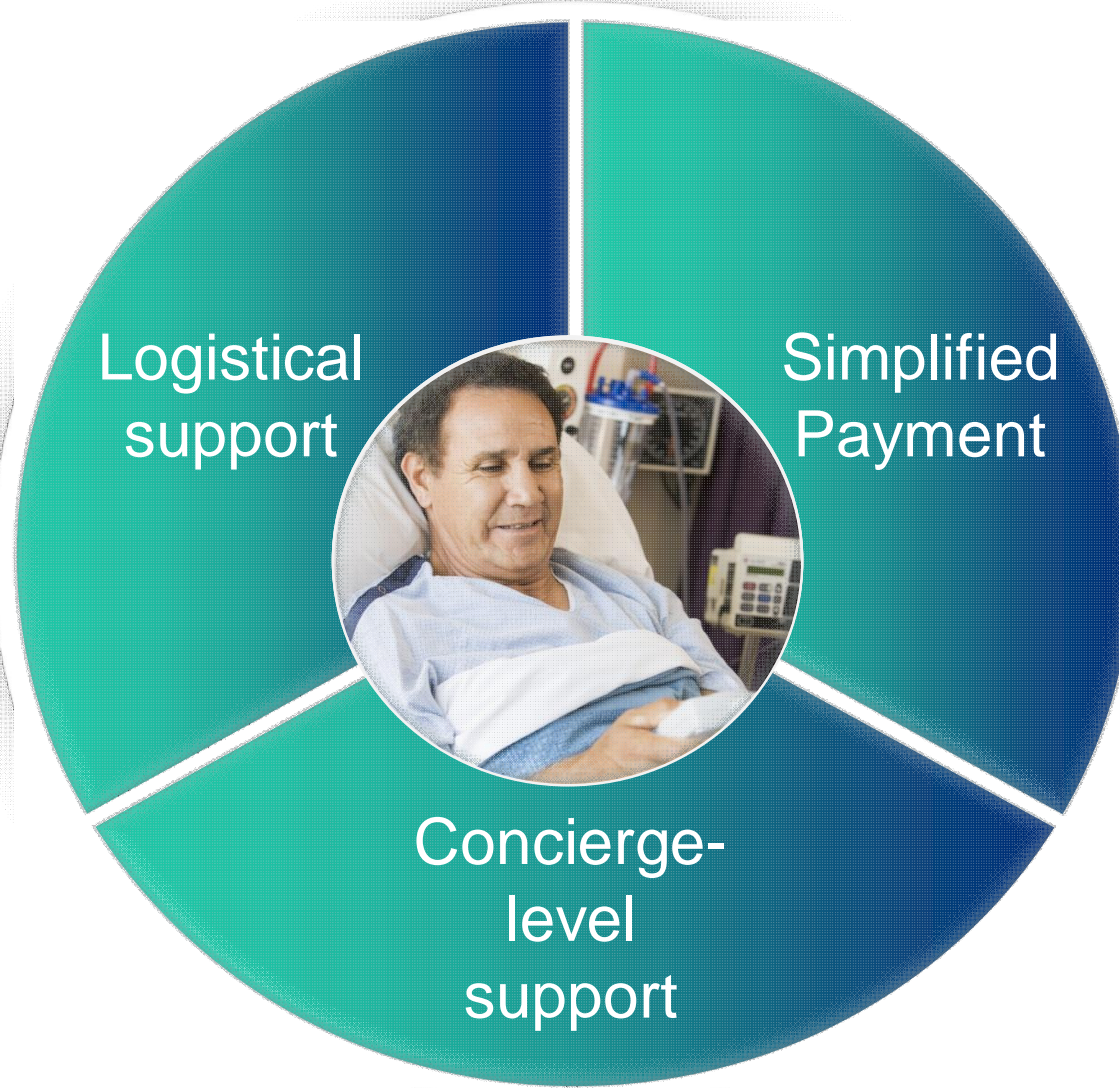 Logistical
support
Simplified
Payment
Concierge-
level
support